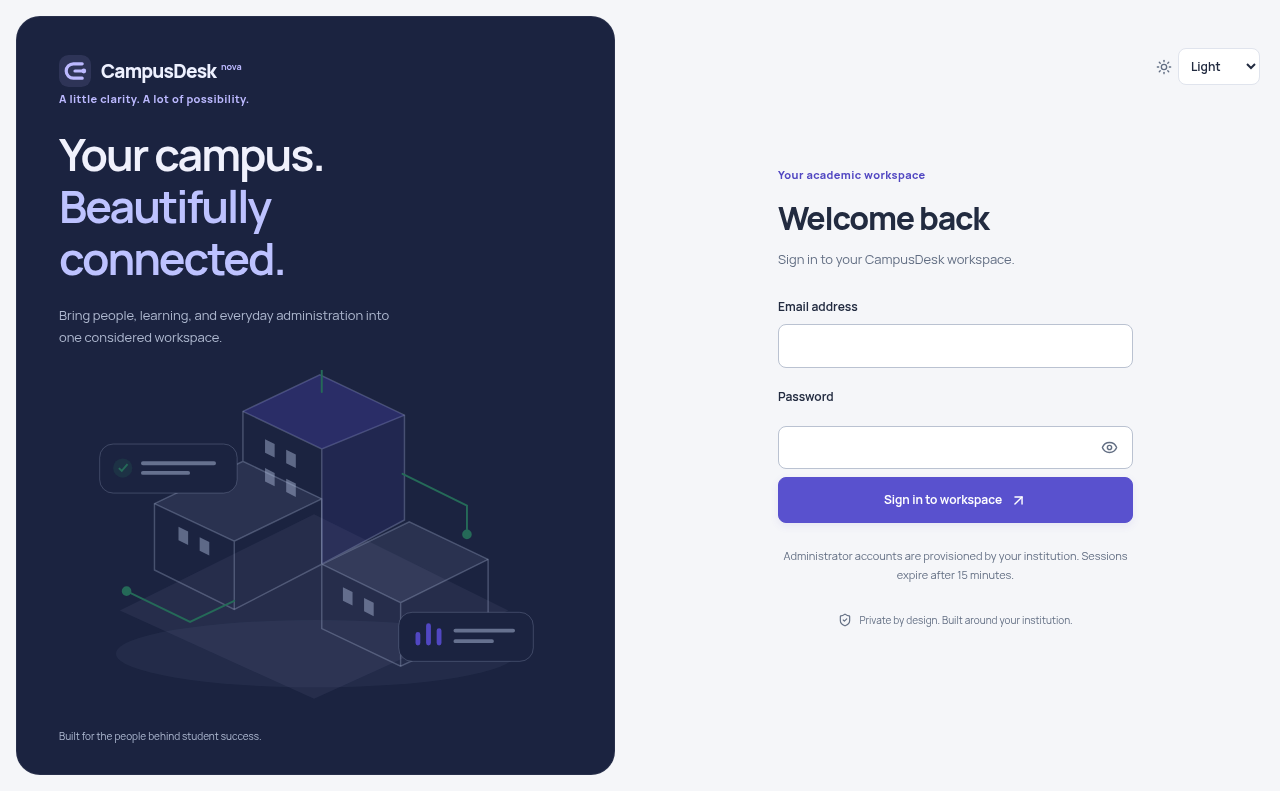 CampusDesk nova
A little clarity. A lot of possibility.
Your campus.
Beautifully
connected.
Bring people, learning, and everyday administration into
one considered workspace.
Built for the people behind student success.
Light
Your academic workspace
Welcome back
Sign in to your CampusDesk workspace.
Email address
Password
Sign in to workspace
Administrator accounts are provisioned by your institution. Sessions
expire after 15 minutes.
Private by design. Built around your institution.